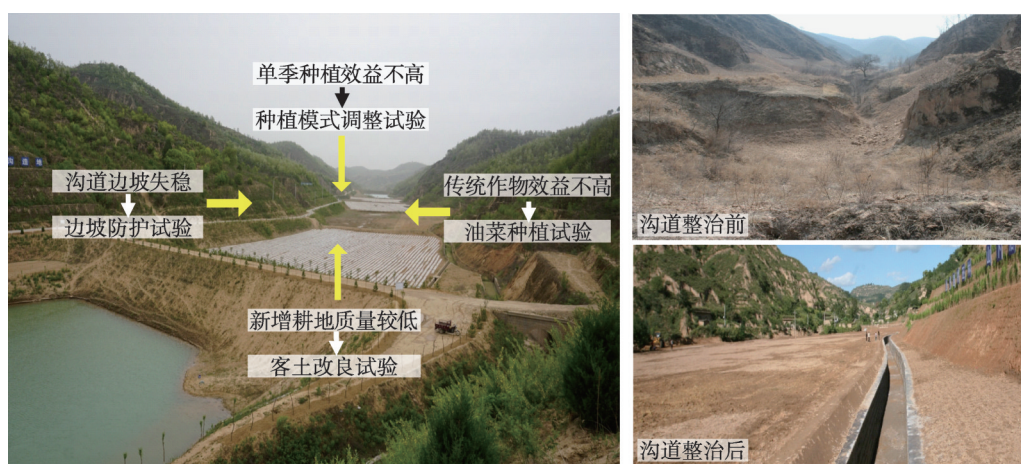 单季种植效益不高
种植模式调整试验
沟道边坡失稳
边坡防护试验
传统作物效益不高
油菜种植试验
新增耕地质量较低
客土改良试验
沟道整治前
沟道整治后